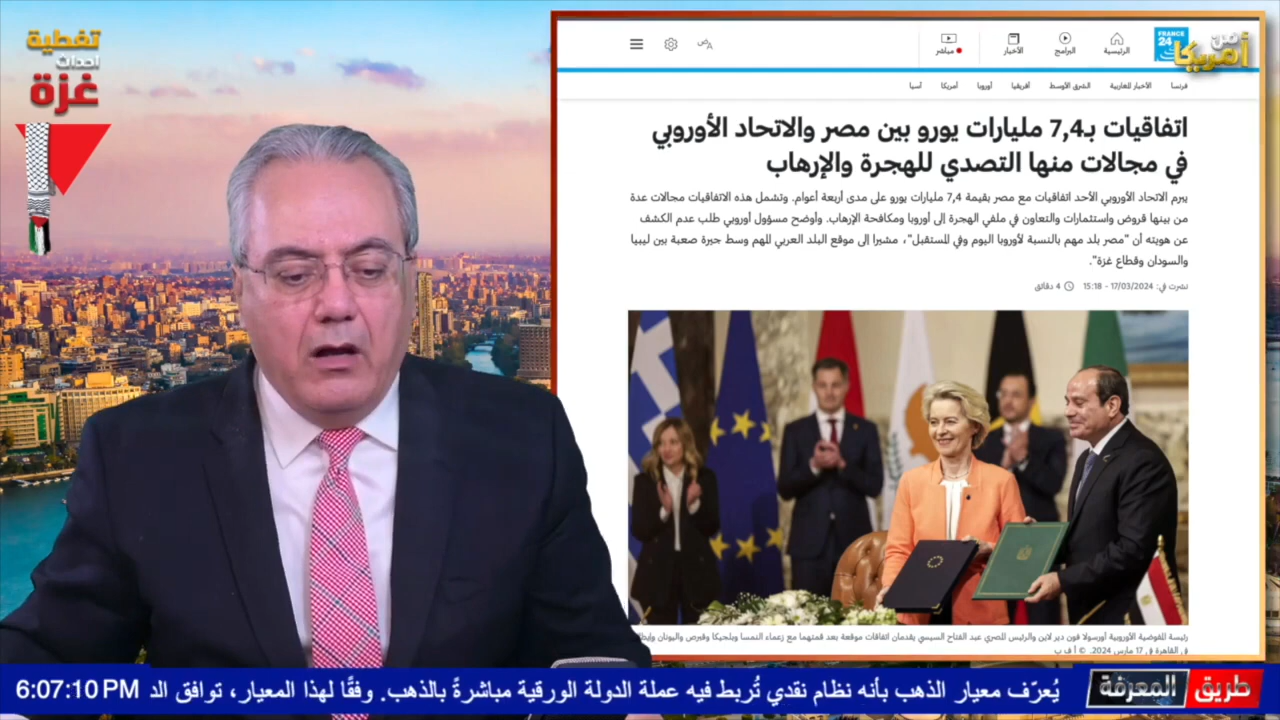 تغطية
احداث
غزة
من
أمريكا
FRANCE
24
الرئيسية
البرامج
الأخبار
مباشر
فرنسا
الأخبار المغاربية
الشرق الأوسط
أفريقيا
أوروبا
أمريكا
آسيا
اتفاقيات بـ7,4 مليارات يورو بين مصر والاتحاد الأوروبي
في مجالات منها التصدي للهجرة والإرهاب
يبرم الاتحاد الأوروبي الأحد اتفاقيات مع مصر بقيمة 7,4 مليارات يورو على مدى أربعة أعوام. وتشمل هذه الاتفاقيات مجالات عدة
من بينها قروض واستثمارات والتعاون في ملفي الهجرة إلى أوروبا ومكافحة الإرهاب. وأوضح مسؤول أوروبي طلب عدم الكشف
عن هويته أن "مصر بلد مهم بالنسبة لأوروبا اليوم وفي المستقبل"، مشيرا إلى موقع البلد العربي المهم وسط جيرة صعبة بين ليبيا
والسودان وقطاع غزة".
نشرت في: 17/03/2024 - 15:18
4 دقائق
رئيسة المفوضية الأوروبية أورسولا فون دير لاين والرئيس المصري عبد الفتاح السيسي يقدمان اتفاقات موقعة بعد قمتهما مع زعماء النمسا وبلجيكا وقبرص واليونان وإيطا
في القاهرة في 17 مارس 2024. © أ ف ب
طريق المعرفة
يُعرّف معيار الذهب بأنه نظام نقدي تُربط فيه عملة الدولة الورقية مباشرةً بالذهب. وفقًا لهذا المعيار، توافق الد
6:07:10 PM